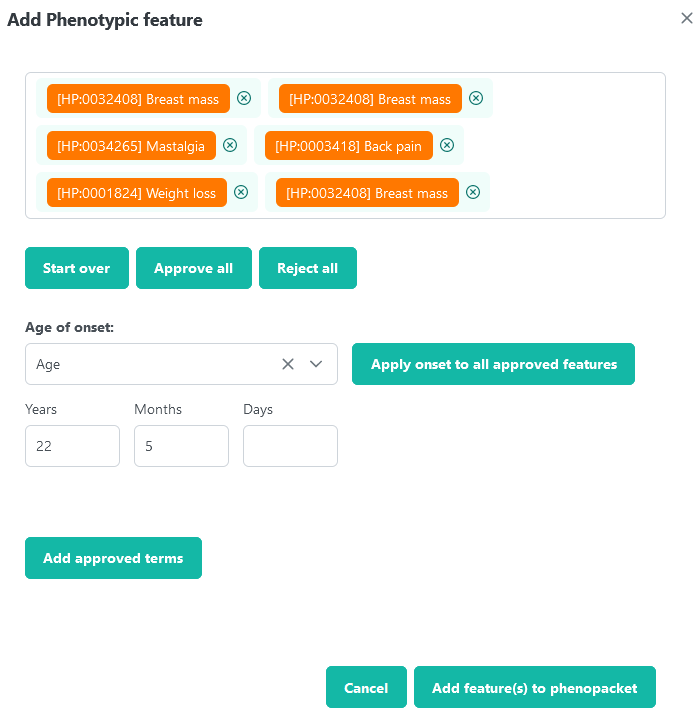 Add Phenotypic feature
[HP:0032408] Breast mass [HP:0032408] Breast mass
[HP:0034265] Mastalgia [HP:0003418] Back pain
[HP:0001824] Weight loss [HP:0032408] Breast mass
Start over Approve all Reject all
Age of onset:
Age Apply onset to all approved features
Years Months Days
22 5
Add approved terms
Cancel Add feature(s) to phenopacket